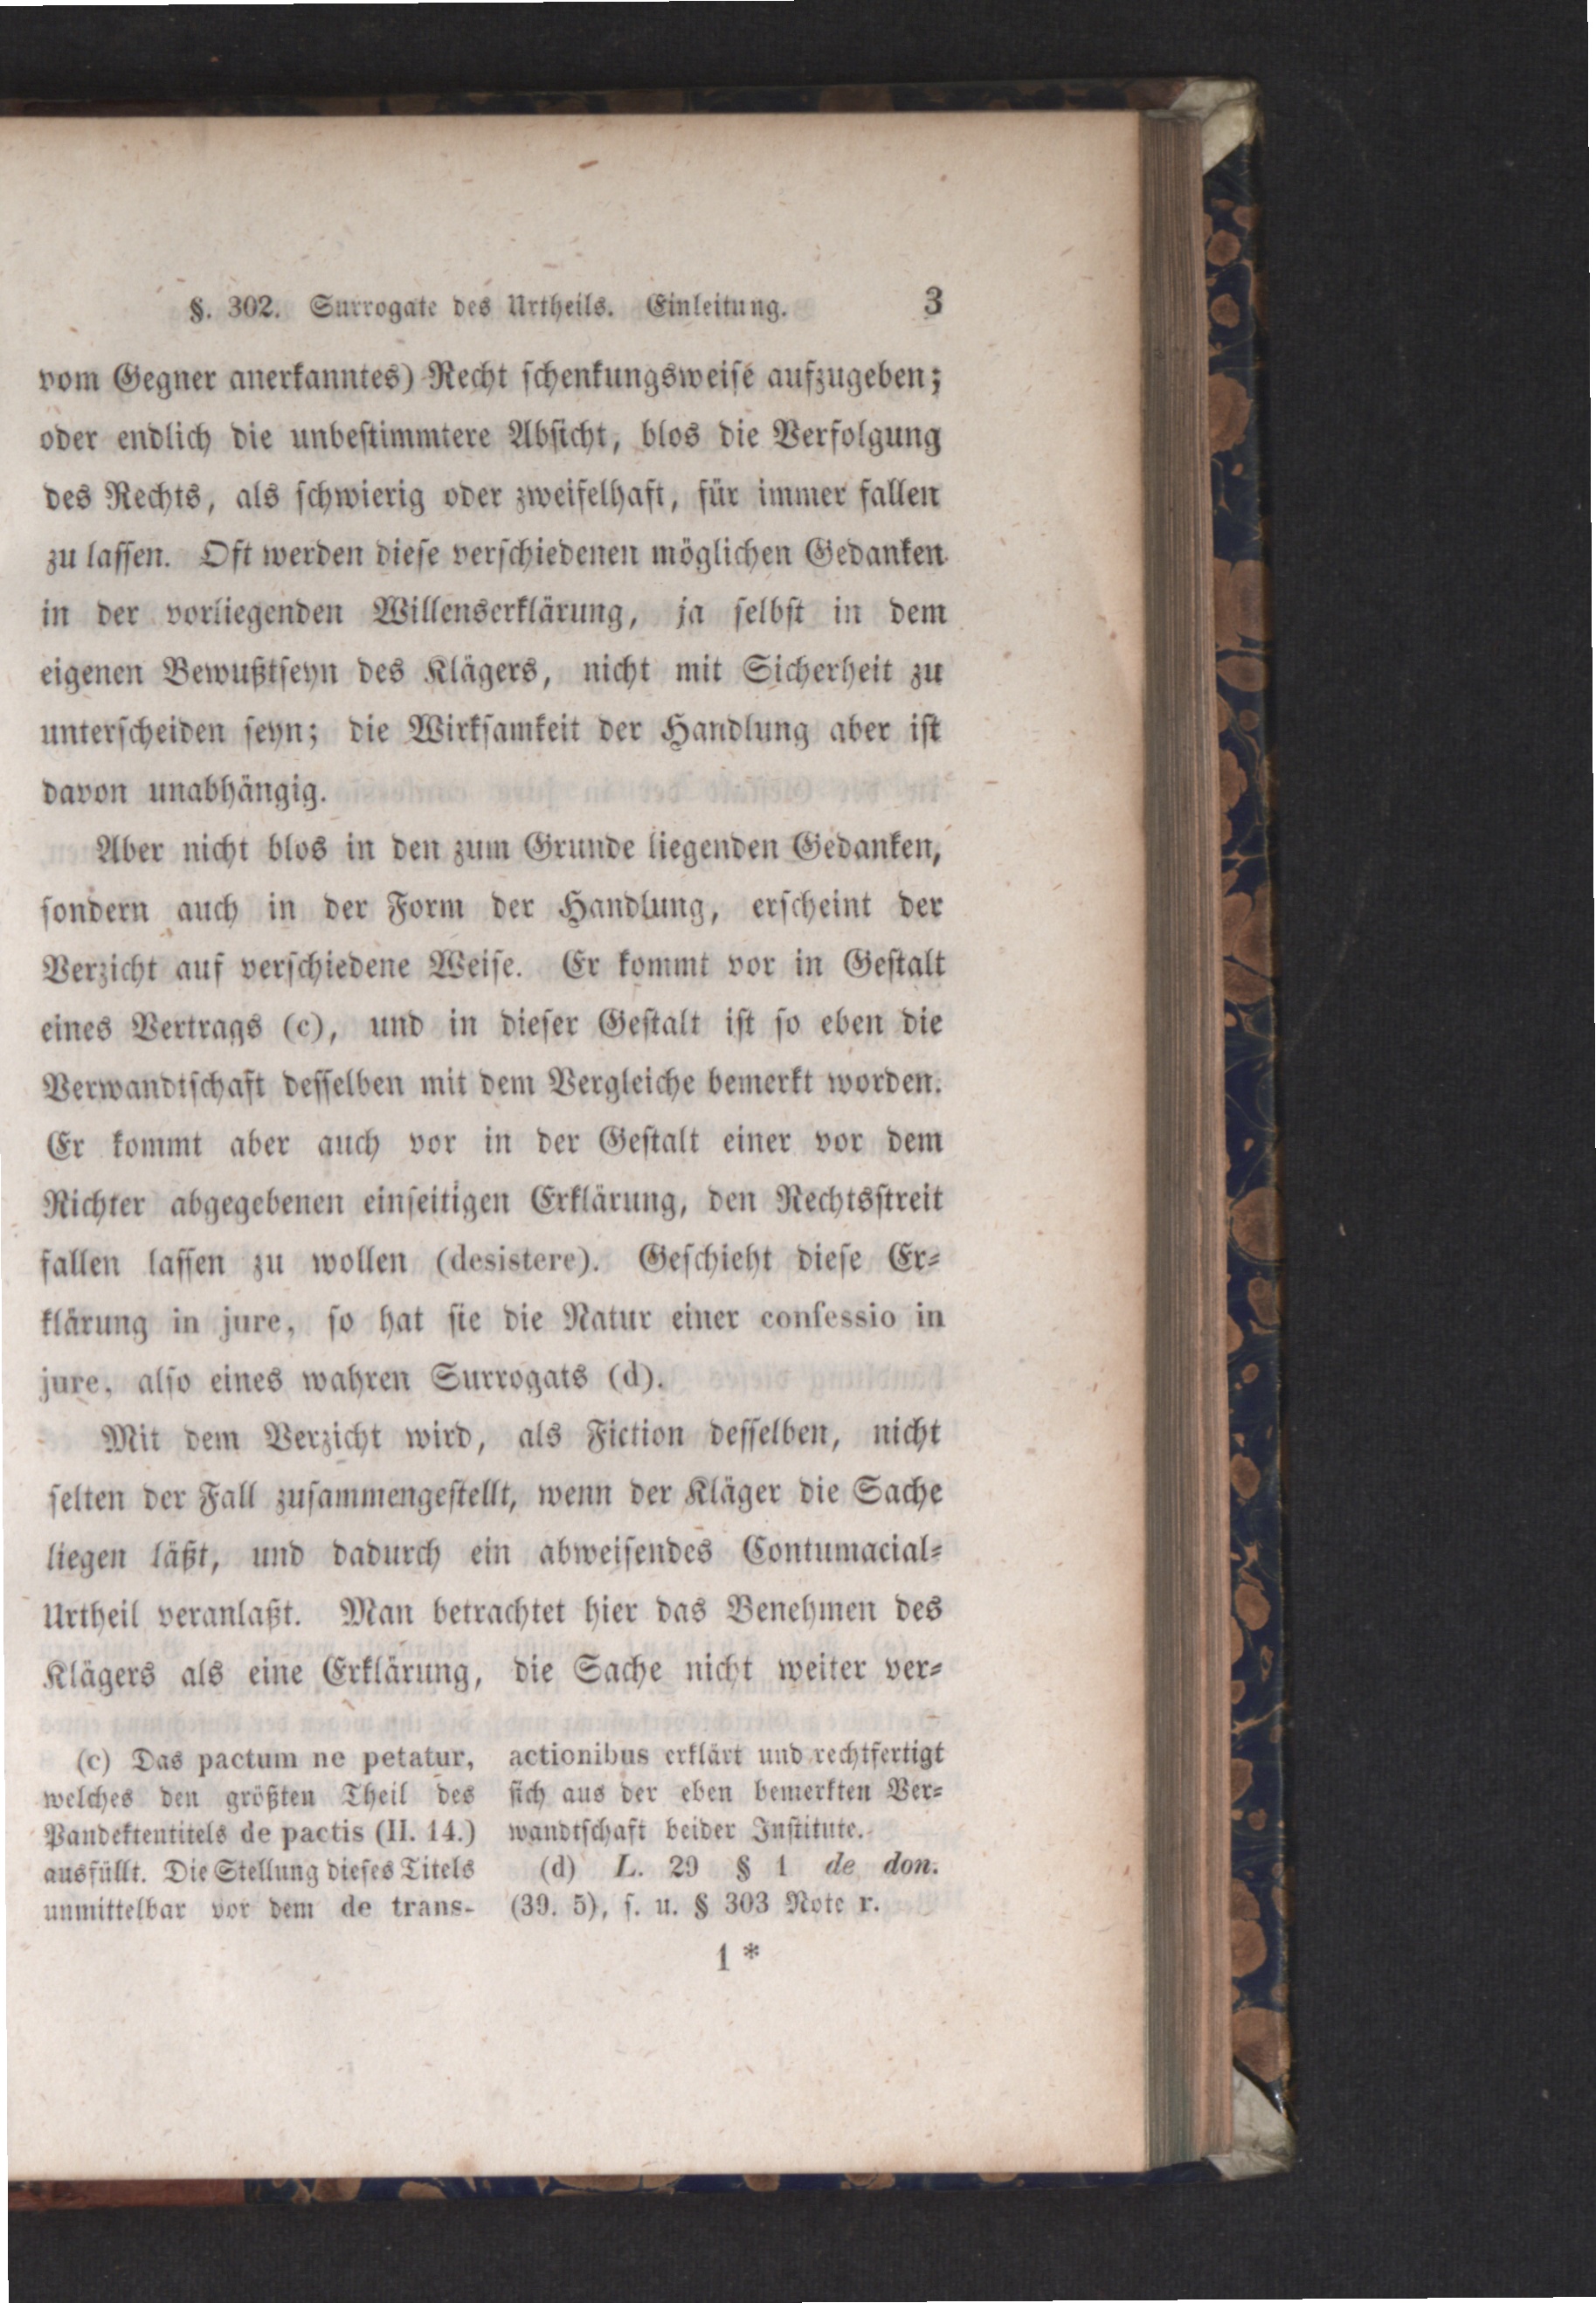 §. 302. Surrogate des Urtheils. Einleitung. 3
vom Gegner anerkanntes) Recht schenkungsweise aufzugeben;
oder endlich die unbestimmtere Absicht, blos die Verfolgung
des Rechts, als schwierig oder zweifelhaft, für immer fallen
zu lassen. Oft werden diese verschiedenen möglichen Gedanken
in der vorliegenden Willenserklärung, ja selbst in dem
eigenen Bewußtseyn des Klägers, nicht mit Sicherheit zu
unterscheiden seyn; die Wirksamkeit der Handlung aber ist
davon unabhängig.
Aber nicht blos in den zum Grunde liegenden Gedanken,
sondern auch in der Form der Handlung, erscheint der
Verzicht auf verschiedene Weise. Er kommt vor in Gestalt
eines Vertrags (c), und in dieser Gestalt ist so eben die
Verwandtschaft desselben mit dem Vergleiche bemerkt worden.
Er kommt aber auch vor in der Gestalt einer vor dem
Richter abgegebenen einseitigen Erklärung, den Rechtsstreit
fallen lassen zu wollen (desistere). Geschieht diese Er-
klärung in jure, so hat sie die Natur einer confessio in
jure, also eines wahren Surrogats (d).
Mit dem Verzicht wird, als Fiction desselben, nicht
selten der Fall zusammengestellt, wenn der Kläger die Sache
liegen läßt, und dadurch ein abweisendes Contumacial-
Urtheil veranlaßt. Man betrachtet hier das Benehmen des
Klägers als eine Erklärung, die Sache nicht weiter ver-
(c) Das pactum ne petatur,
welches den größten Theil des
Pandektentitels de pactis (II. 14.)
ausfüllt. Die Stellung dieses Titels
unmittelbar vor dem de trans-
actionibus erklärt und rechtfertigt
sich aus der eben bemerkten Ver-
wandtschaft beider Institute.
(d) L. 29 § 1 de don.
(39. 5), s. u. § 303 Note r.
1 *